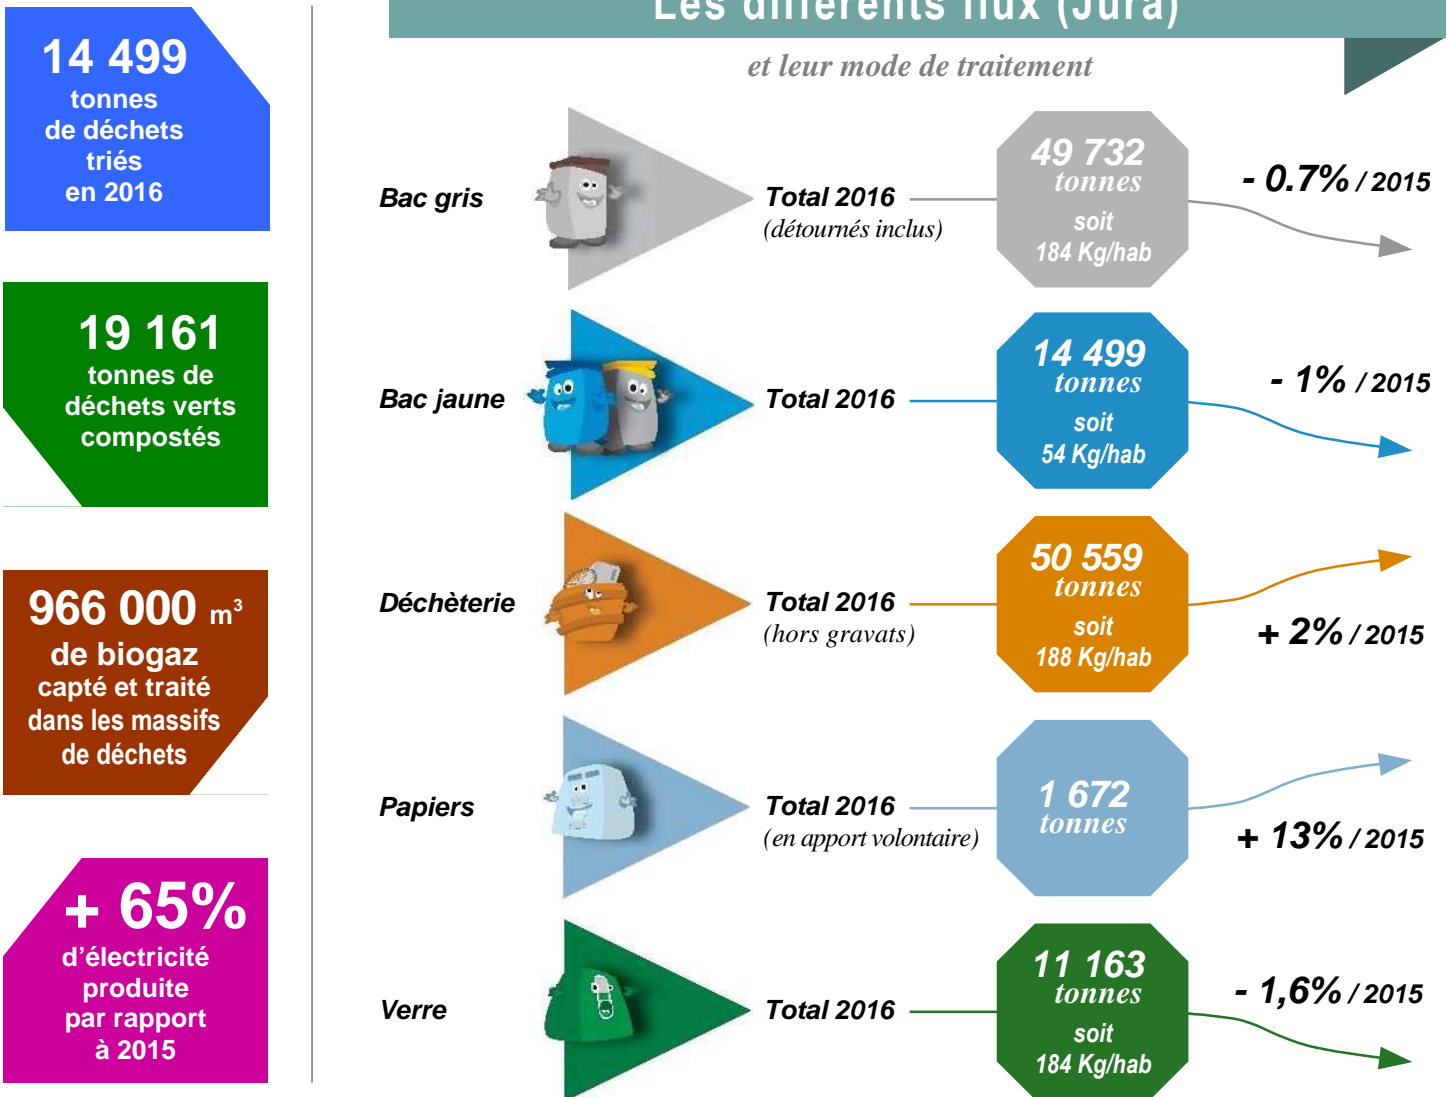 14 499
tonnes
de déchets
triés
en 2016
19 161
tonnes de
déchets verts
compostés
966 000 m³
de biogaz
capté et traité
dans les massifs
de déchets
+ 65%
d’électricité
produite
par rapport
à 2015
Les différents flux (Jura)
et leur mode de traitement
Bac gris
Total 2016
(détournés inclus)
49 732
tonnes
soit
184 Kg/hab
- 0.7% / 2015
Bac jaune
Total 2016
14 499
tonnes
soit
54 Kg/hab
- 1% / 2015
Déchèterie
Total 2016
(hors gravats)
50 559
tonnes
soit
188 Kg/hab
+ 2% / 2015
Papiers
Total 2016
(en apport volontaire)
1 672
tonnes
+ 13% / 2015
Verre
Total 2016
11 163
tonnes
soit
184 Kg/hab
- 1,6% / 2015